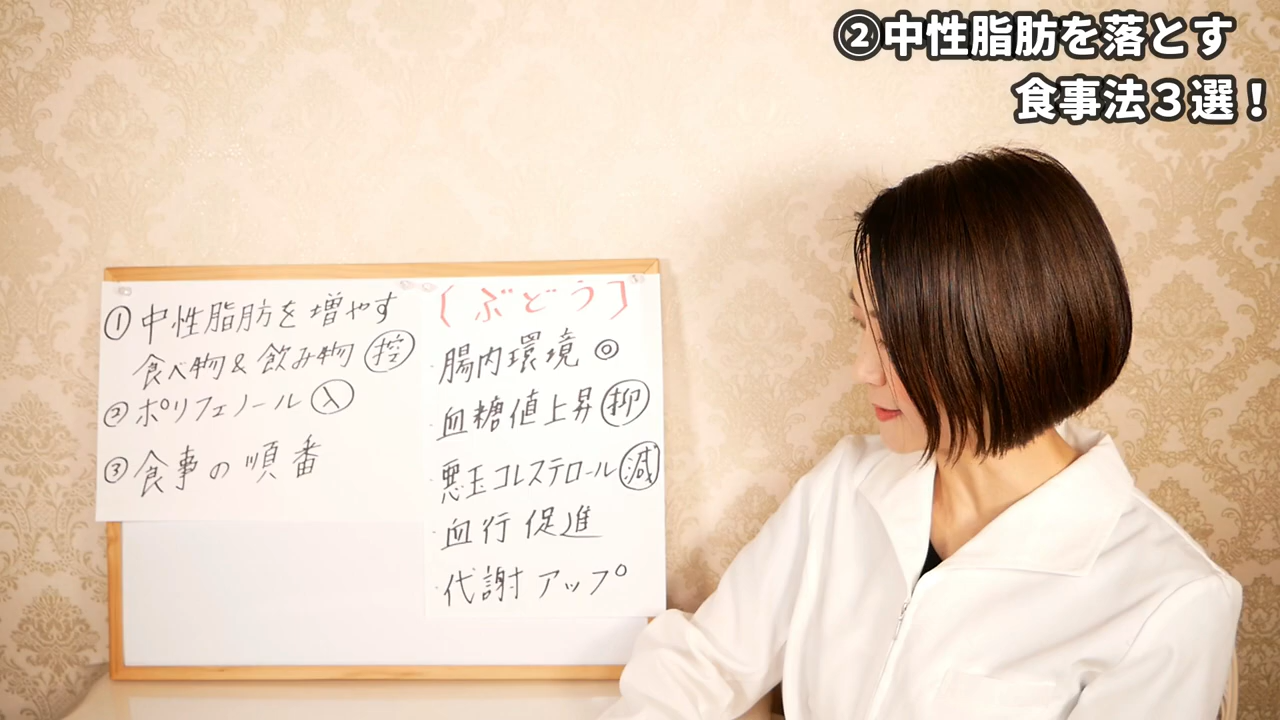 ②中性脂肪を落とす
食事法３選！
①中性脂肪を増やす
食べ物&飲み物 控
②ポリフェノール 入
③食事の順番
[ぶどう]
・腸内環境 ◎
・血糖値上昇 抑
・悪玉コレステロール 減
・血行促進
・代謝アップ